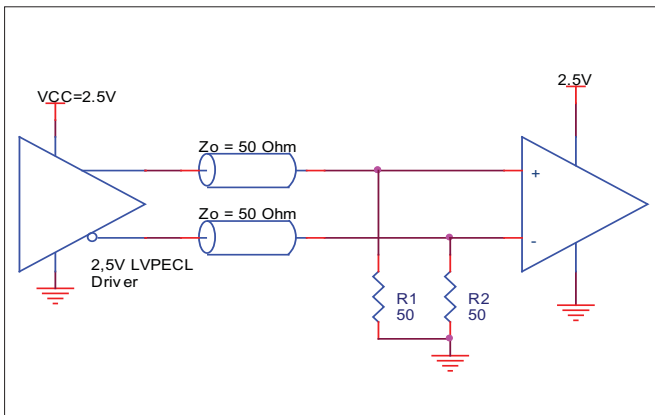 VCC=2.5V
2.5V
Zo = 50 Ohm
+
Zo = 50 Ohm
-
2,5V LVPECL
Driver
R1
50
R2
50